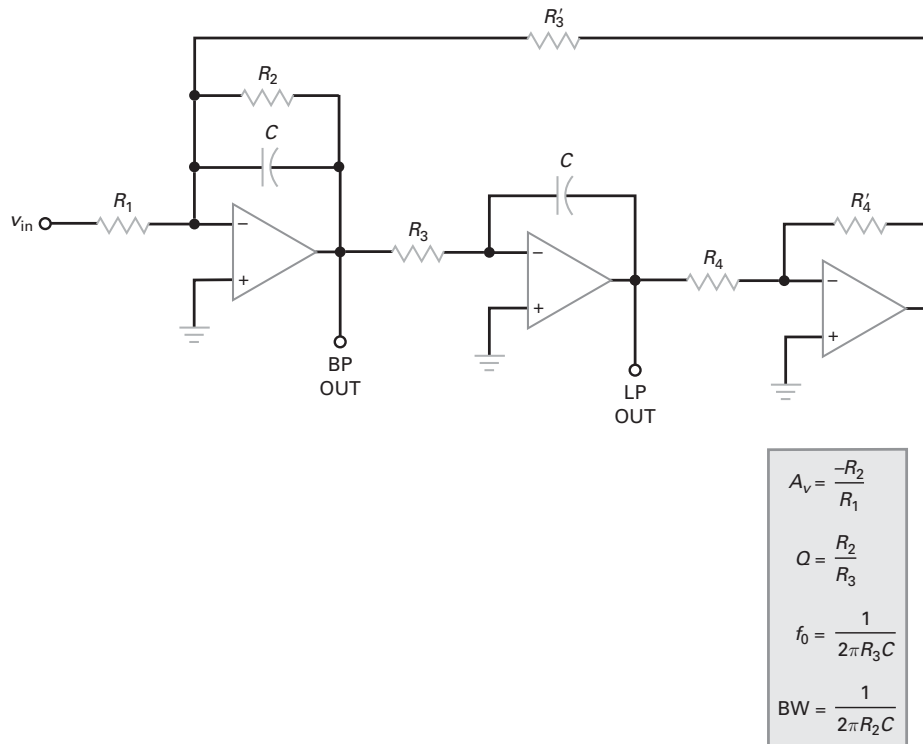 R′3
R2
C
C
vin
R1
R3
R4
R′4
−
+
−
+
−
+
BP
OUT
LP
OUT
Av = −R2
R1
Q = R2
R3
f0 = 1
2πR3C
BW = 1
2πR2C